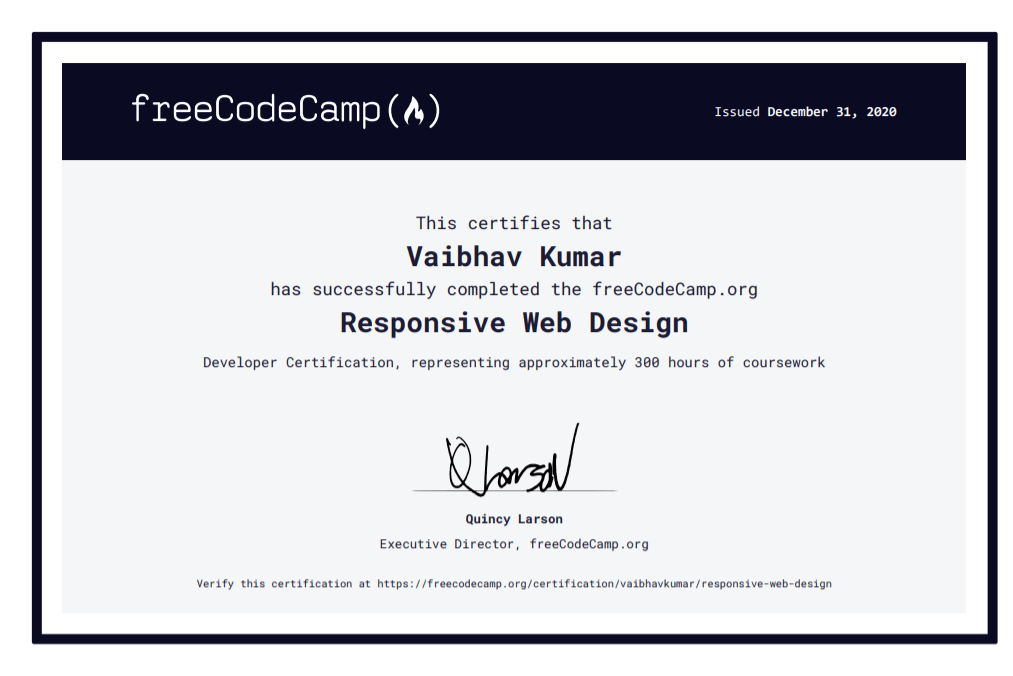 freeCodeCamp(🔥)
Issued December 31, 2020
This certifies that
Vaibhav Kumar
has successfully completed the freeCodeCamp.org
Responsive Web Design
Developer Certification, representing approximately 300 hours of coursework
Q Larson
Quincy Larson
Executive Director, freeCodeCamp.org
Verify this certification at https://freecodecamp.org/certification/vaibhavkumar/responsive-web-design